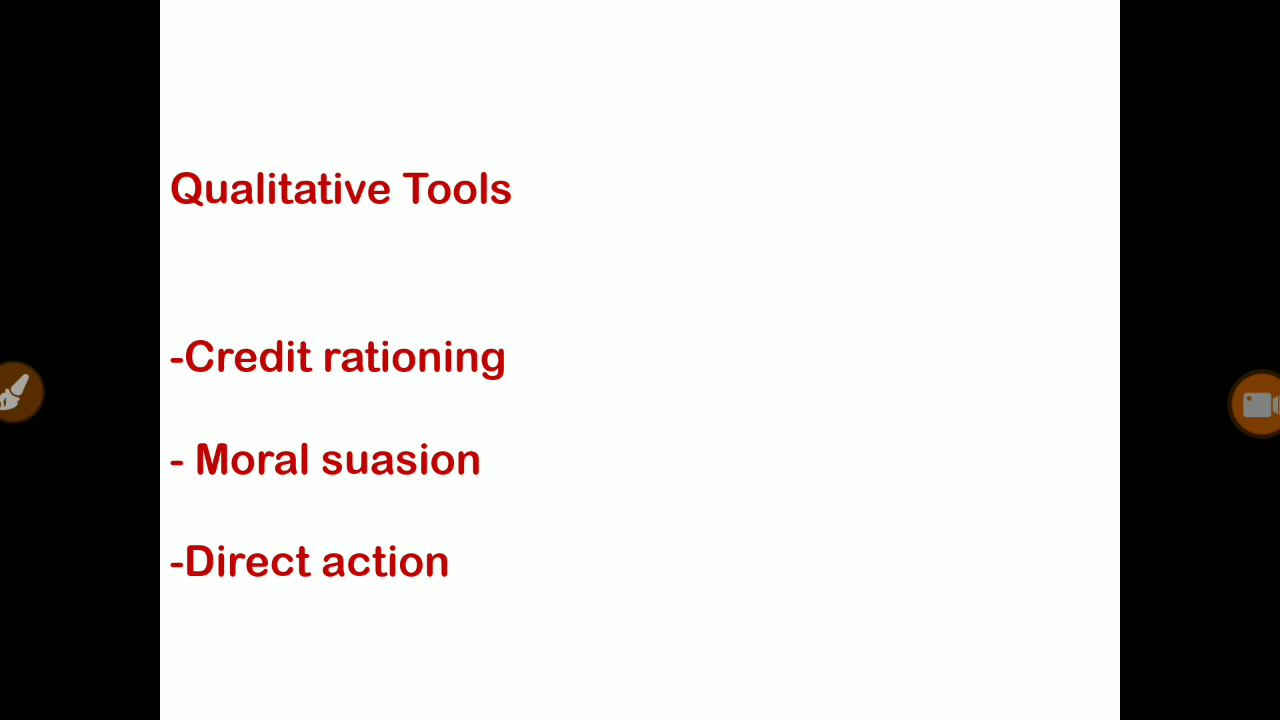 Qualitative Tools
-Credit rationing
- Moral suasion
-Direct action